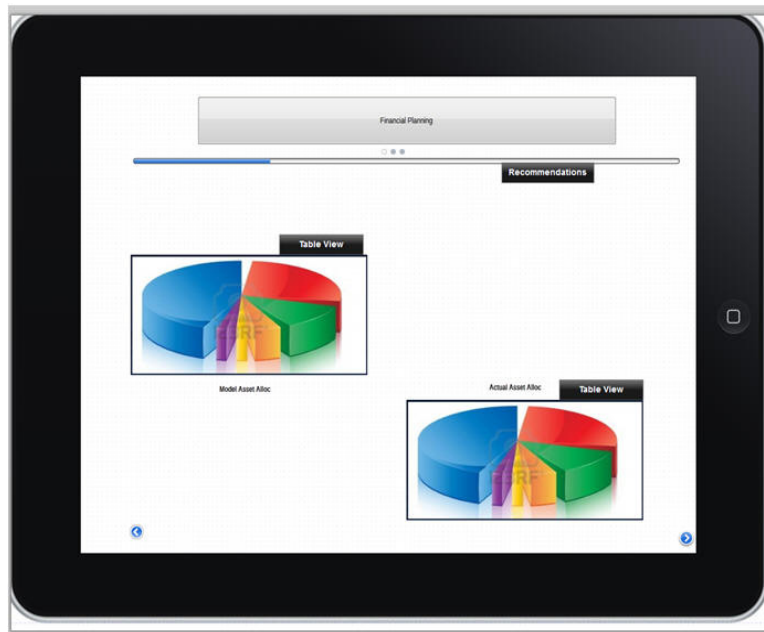 Financial Planning
Recommendations
Table View
Model Asset Alloc
Actual Asset Alloc
Table View